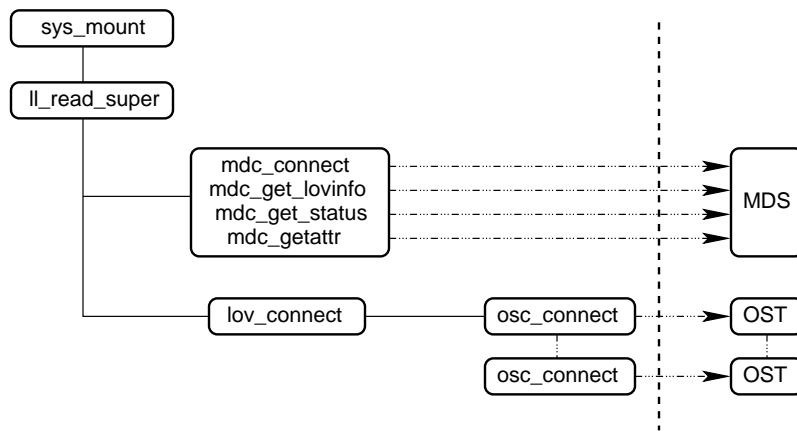 sys_mount
ll_read_super
mdc_connect
mdc_get_lovinfo
mdc_get_status
mdc_getattr
MDS
lov_connect
osc_connect
OST
osc_connect
OST